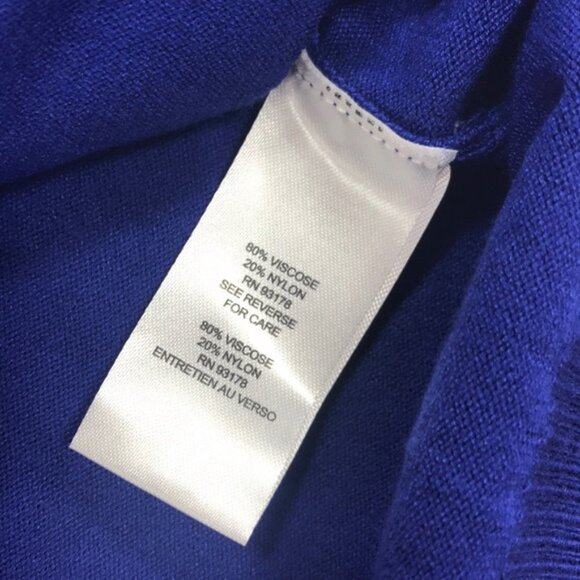 80% VISCOSE
20% NYLON
RN 93178
SEE REVERSE
FOR CARE
80% VISCOSE
20% NYLON
RN 93178
ENTRETIEN AU VERSO